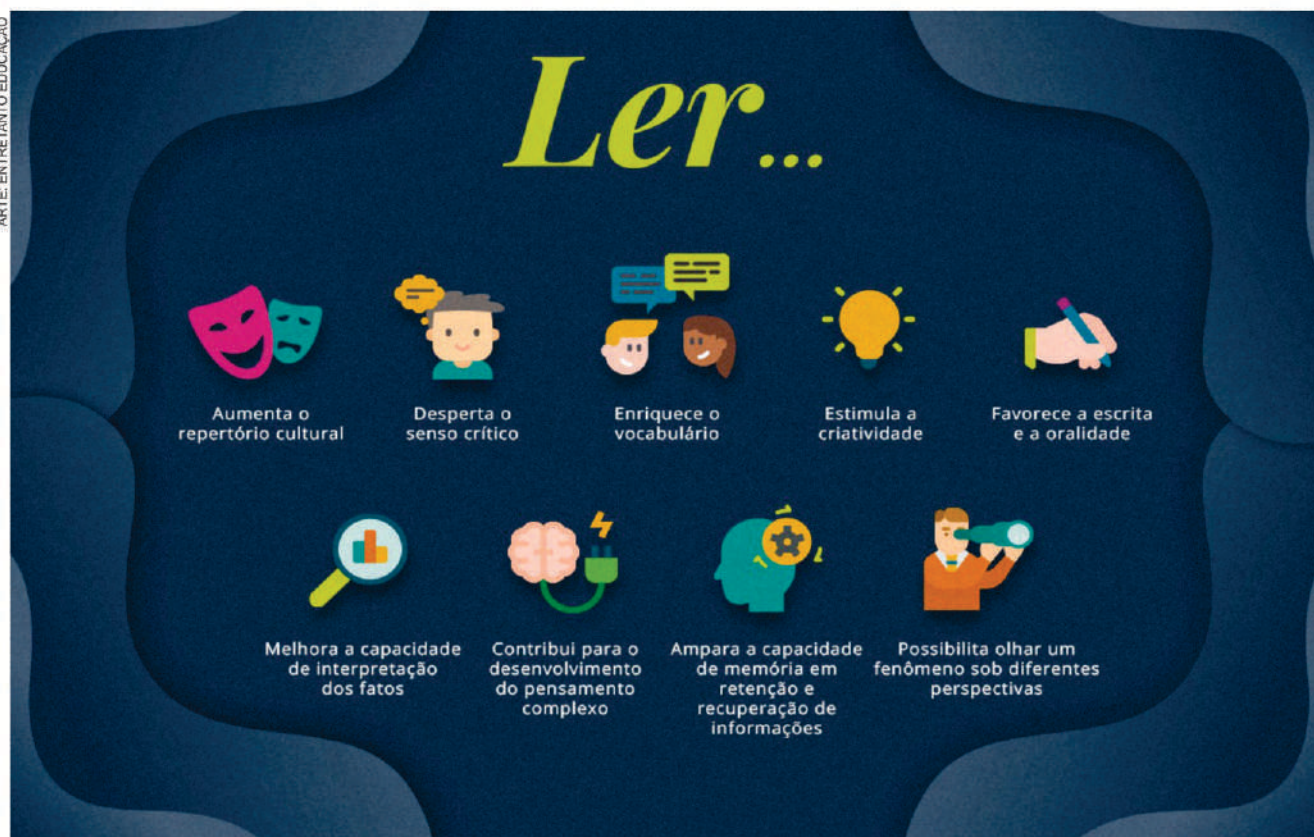 ARTE: ENTRETANTO EDUCAÇÃO
Ler...
Aumenta o
repertório cultural
Desperta o
senso crítico
Enriquece o
vocabulário
Estimula a
criatividade
Favorece a escrita
e a oralidade
Melhora a capacidade
de interpretação
dos fatos
Contribui para o
desenvolvimento
do pensamento
complexo
Ampara a capacidade
de memória em
retenção e
recuperação de
informações
Possibilita olhar um
fenômeno sob diferentes
perspectivas